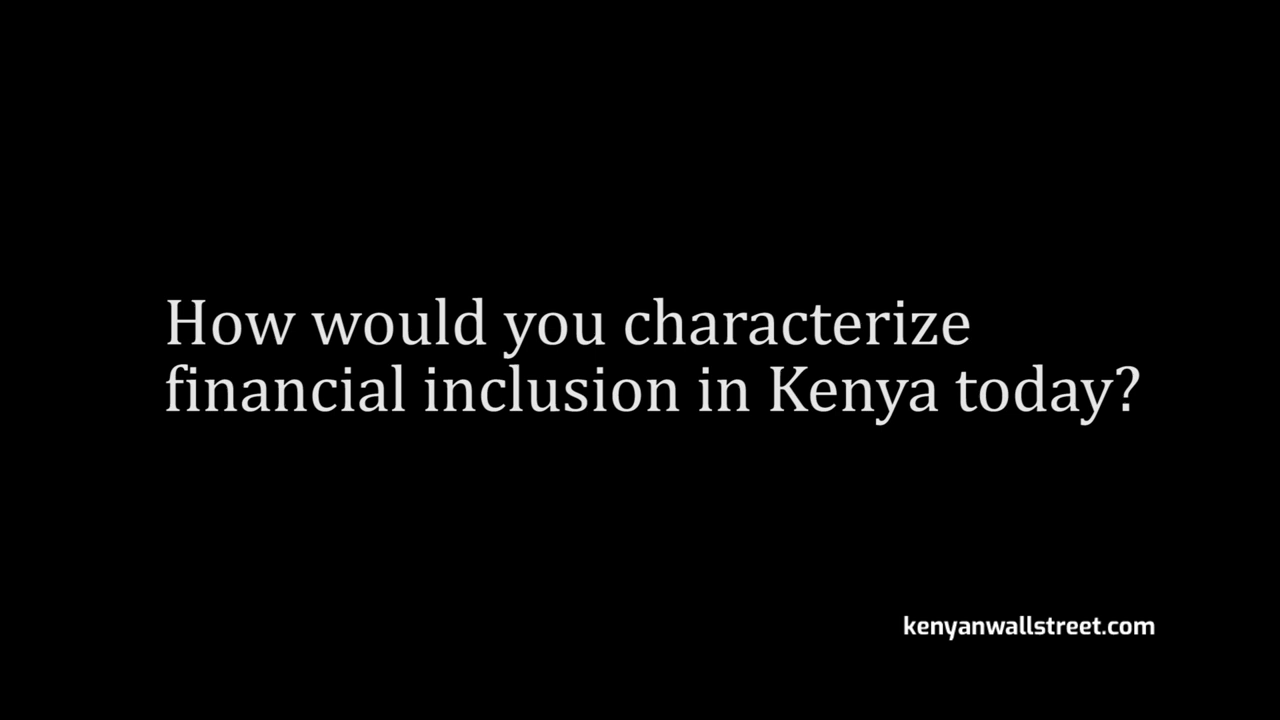 How would you characterize
financial inclusion in Kenya today?
kenyanwallstreet.com